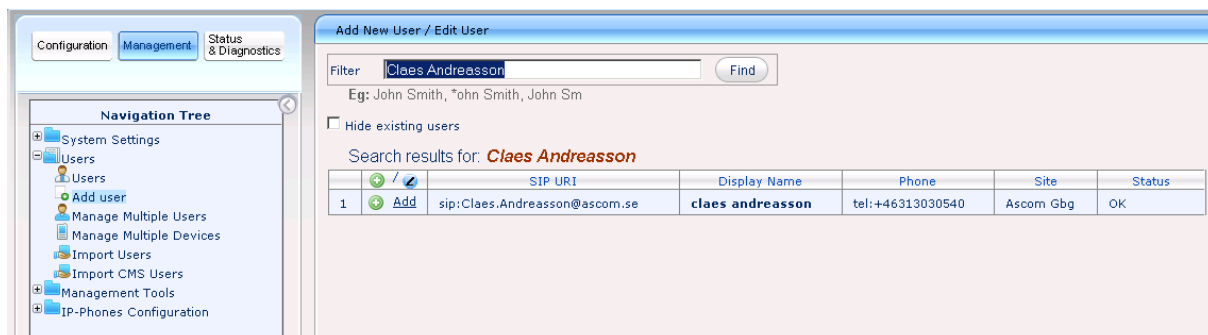 Configuration
Management
Status
& Diagnostics
Navigation Tree
System Settings
Users
Users
Add user
Manage Multiple Users
Manage Multiple Devices
Import Users
Import CMS Users
Management Tools
IP-Phones Configuration
Add New User / Edit User
Filter Claes Andreasson Find
Eg: John Smith, *ohn Smith, John Sm
Hide existing users
Search results for: Claes Andreasson
/ SIP URI Display Name Phone Site Status
1 Add sip:Claes.Andreasson@ascom.se claes andreasson tel:+46313030540 Ascom Gbg OK